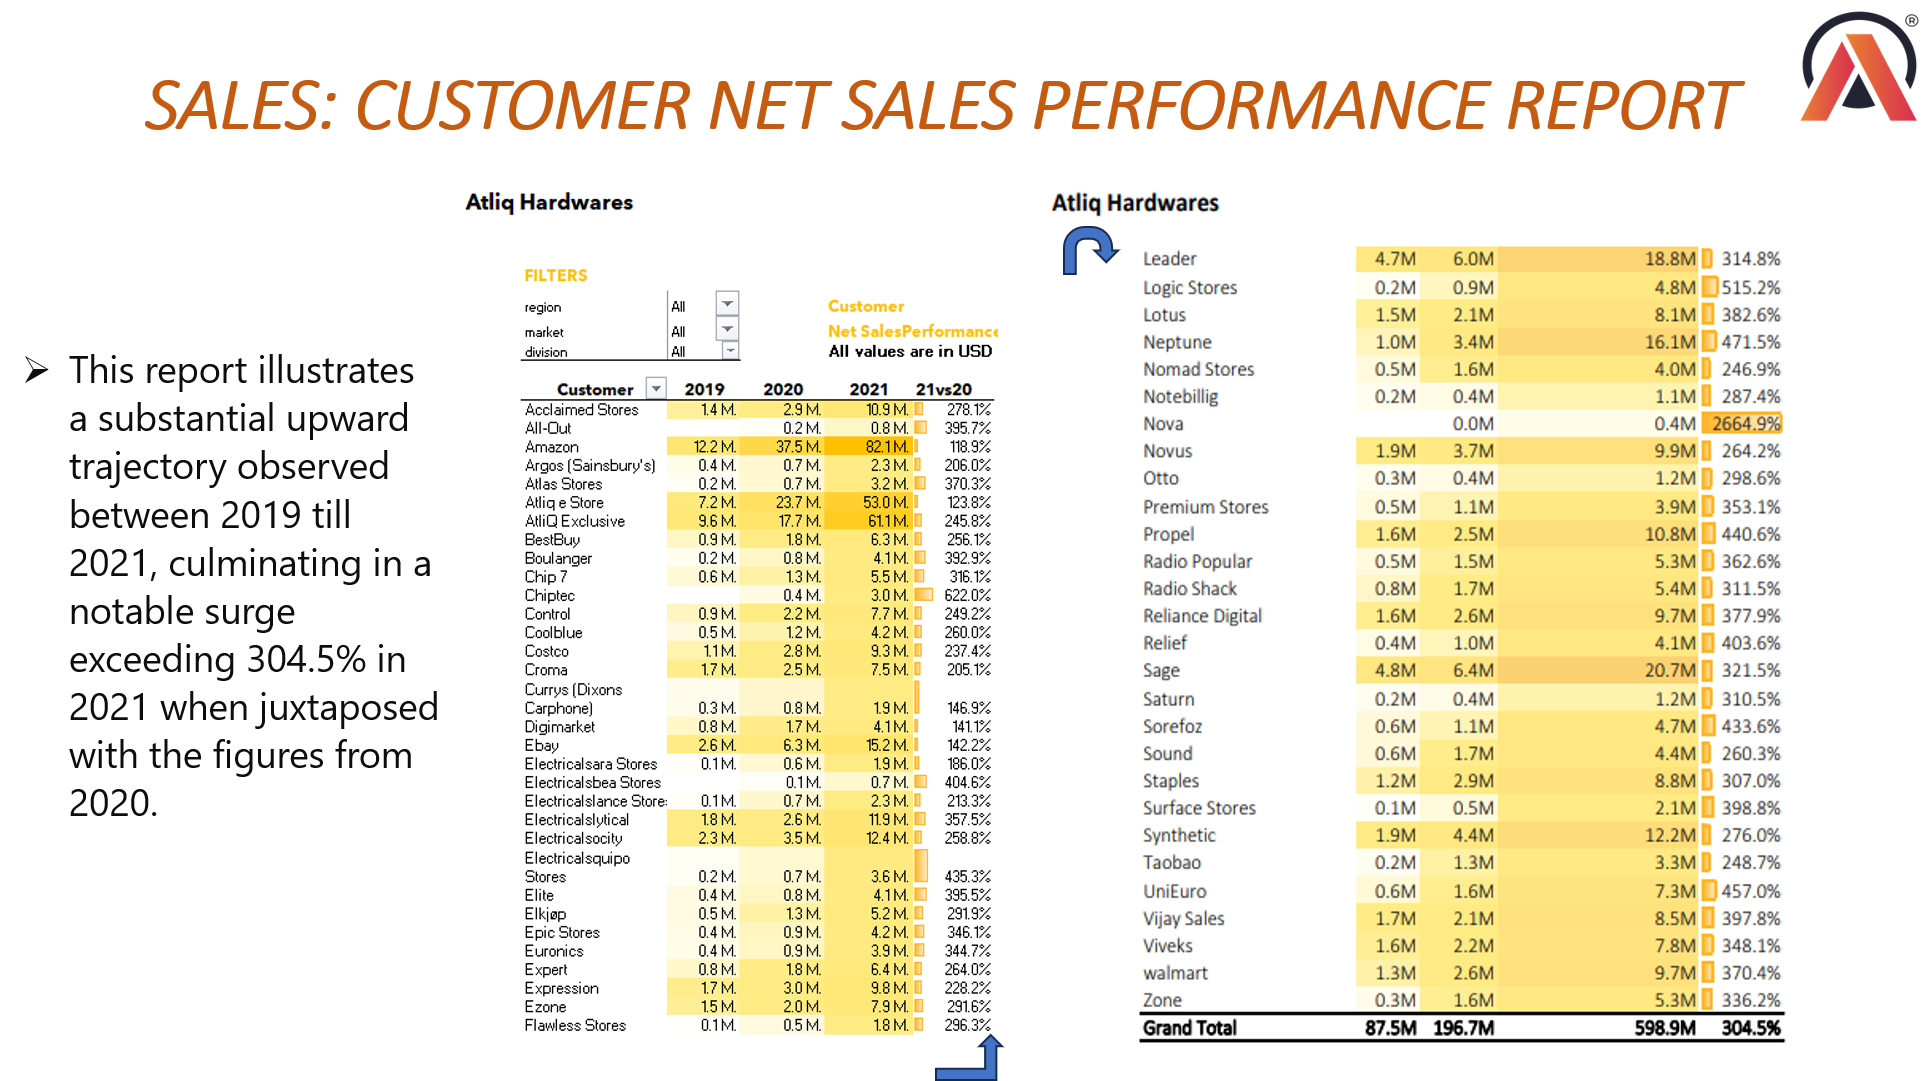 SALES: CUSTOMER NET SALES PERFORMANCE REPORT
®
➢ This report illustrates
a substantial upward
trajectory observed
between 2019 till
2021, culminating in a
notable surge
exceeding 304.5% in
2021 when juxtaposed
with the figures from
2020.
Atliq Hardwares
FILTERS
region All
Customer
market All
Net SalesPerformance
division All
All values are in USD
Customer 2019 2020 2021 21vs20
Acclaimed Stores 1.4 M. 2.9 M. 10.9 M. 278.1%
All-Out 0.2 M. 0.8 M. 395.7%
Amazon 12.2 M. 37.5 M. 82.1 M. 118.9%
Argos (Sainsbury's) 0.4 M. 0.7 M. 2.3 M. 206.0%
Atlas Stores 0.2 M. 0.7 M. 3.2 M. 370.3%
Atliq e Store 7.2 M. 23.7 M. 53.0 M. 123.8%
AtliQ Exclusive 9.6 M. 17.7 M. 61.1 M. 245.8%
BestBuy 0.9 M. 1.8 M. 6.3 M. 256.1%
Boulanger 0.2 M. 0.8 M. 4.1 M. 392.9%
Chip 7 0.6 M. 1.3 M. 5.5 M. 316.1%
Chiptec 0.4 M. 3.0 M. 622.0%
Control 0.9 M. 2.2 M. 7.7 M. 249.2%
Coolblue 0.5 M. 1.2 M. 4.2 M. 260.0%
Costco 1.1 M. 2.8 M. 9.3 M. 237.4%
Croma 1.7 M. 2.5 M. 7.5 M. 205.1%
Currys (Dixons
Carphone) 0.3 M. 0.8 M. 1.9 M. 146.9%
Digimarket 0.8 M. 1.7 M. 4.1 M. 141.1%
Ebay 2.6 M. 6.3 M. 15.2 M. 142.2%
Electricalsara Stores 0.1 M. 0.6 M. 1.9 M. 186.0%
Electricalsbea Stores 0.1 M. 0.7 M. 404.6%
Electricalslance Stores 0.1 M. 0.7 M. 2.3 M. 213.3%
Electricalslytical 1.8 M. 2.6 M. 11.9 M. 357.5%
Electricalsocity 2.3 M. 3.5 M. 12.4 M. 258.8%
Electricalsquipo
Stores 0.2 M. 0.7 M. 3.6 M. 435.3%
Elite 0.4 M. 0.8 M. 4.1 M. 395.5%
Elkjøp 0.5 M. 1.3 M. 5.2 M. 291.9%
Epic Stores 0.4 M. 0.9 M. 4.2 M. 346.1%
Euronics 0.4 M. 0.9 M. 3.9 M. 344.7%
Expert 0.8 M. 1.8 M. 6.4 M. 264.0%
Expression 1.7 M. 3.0 M. 9.8 M. 228.2%
Ezone 1.5 M. 2.0 M. 7.9 M. 291.6%
Flawless Stores 0.1 M. 0.5 M. 1.8 M. 296.3%
Atliq Hardwares
Leader 4.7M 6.0M 18.8M 314.8%
Logic Stores 0.2M 0.9M 4.8M 515.2%
Lotus 1.5M 2.1M 8.1M 382.6%
Neptune 1.0M 3.4M 16.1M 471.5%
Nomad Stores 0.5M 1.6M 4.0M 246.9%
Notebillig 0.2M 0.4M 1.1M 287.4%
Nova 0.0M 0.4M 2664.9%
Novus 1.9M 3.7M 9.9M 264.2%
Otto 0.3M 0.4M 1.2M 298.6%
Premium Stores 0.5M 1.1M 3.9M 353.1%
Propel 1.6M 2.5M 10.8M 440.6%
Radio Popular 0.5M 1.5M 5.3M 362.6%
Radio Shack 0.8M 1.7M 5.4M 311.5%
Reliance Digital 1.6M 2.6M 9.7M 377.9%
Relief 0.4M 1.0M 4.1M 403.6%
Sage 4.8M 6.4M 20.7M 321.5%
Saturn 0.2M 0.4M 1.2M 310.5%
Sorefoz 0.6M 1.1M 4.7M 433.6%
Sound 0.6M 1.7M 4.4M 260.3%
Staples 1.2M 2.9M 8.8M 307.0%
Surface Stores 0.1M 0.5M 2.1M 398.8%
Synthetic 1.9M 4.4M 12.2M 276.0%
Taobao 0.2M 1.3M 3.3M 248.7%
UniEuro 0.6M 1.6M 7.3M 457.0%
Vijay Sales 1.7M 2.1M 8.5M 397.8%
Viveks 1.6M 2.2M 7.8M 348.1%
walmart 1.3M 2.6M 9.7M 370.4%
Zone 0.3M 1.6M 5.3M 336.2%
Grand Total 87.5M 196.7M 598.9M 304.5%